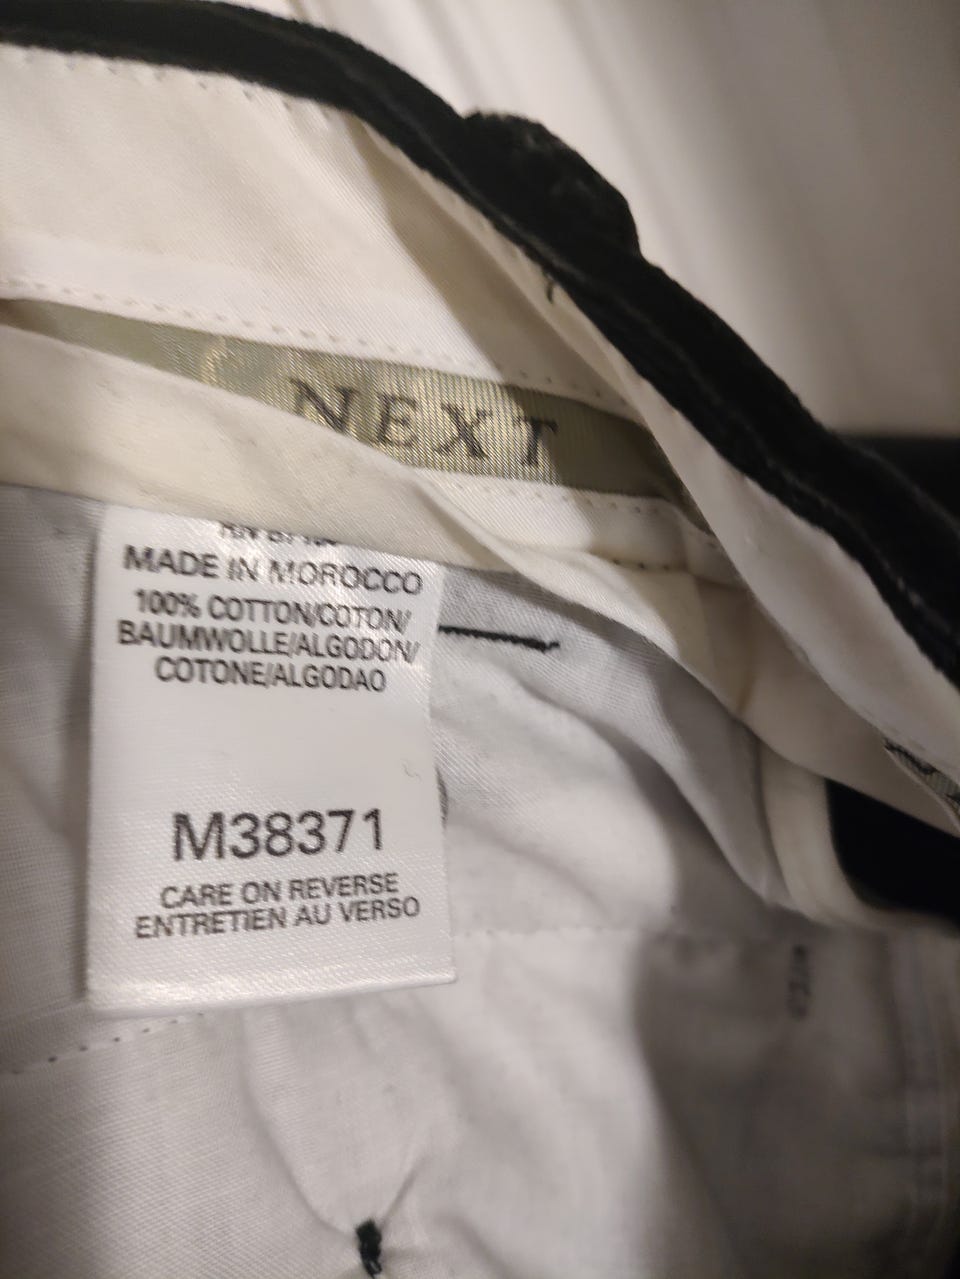 NEXT
MADE IN MOROCCO
100% COTTON/COTON/
BAUMWOLLE/ALGODON/
COTONE/ALGODAO
M38371
CARE ON REVERSE
ENTRETIEN AU VERSO